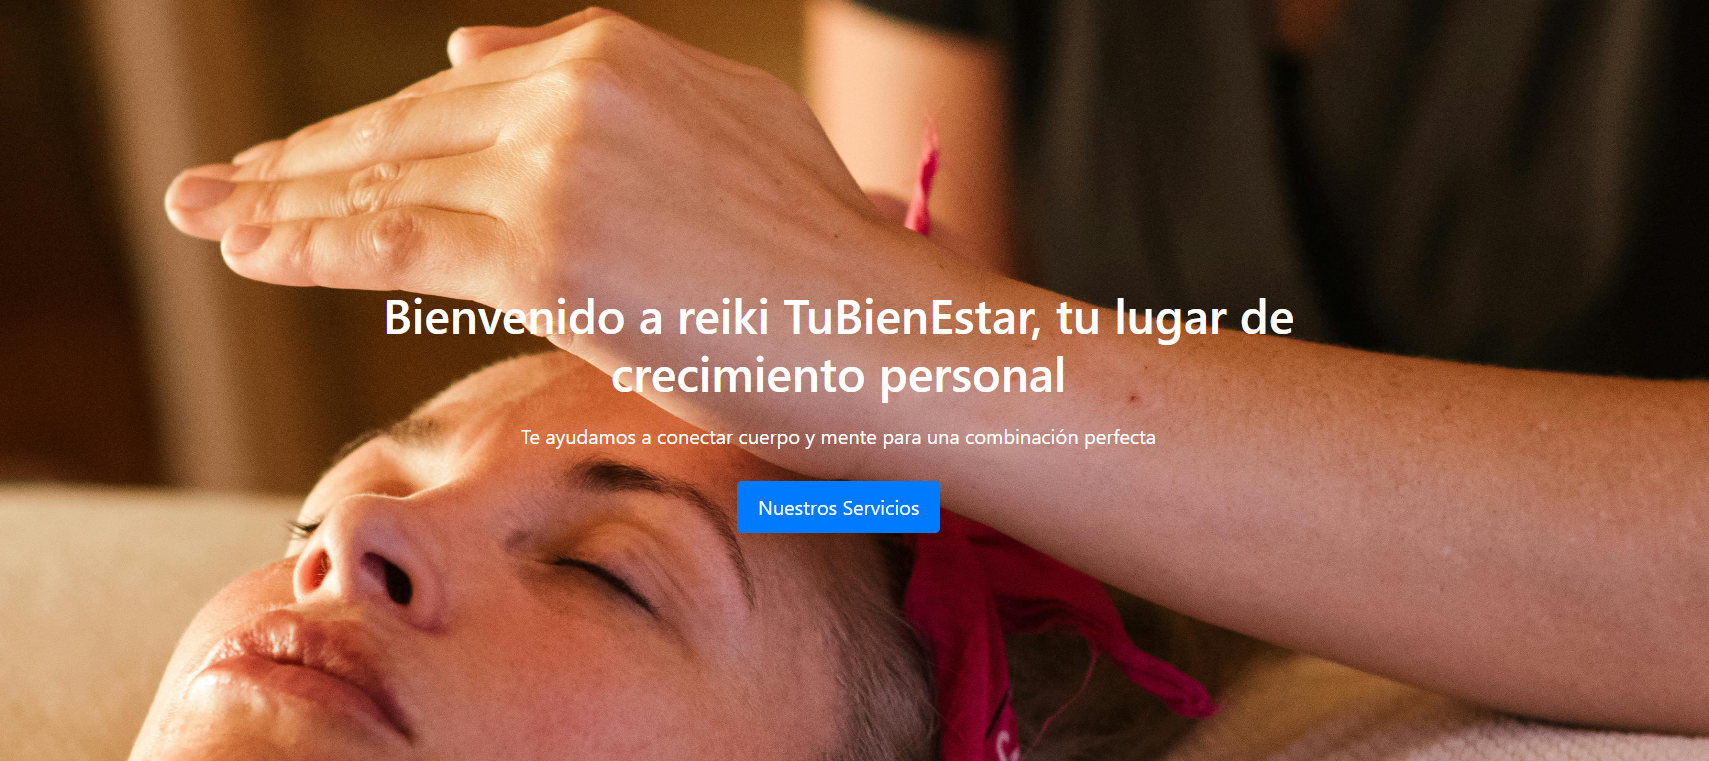 Bienvenido a reiki TuBienEstar, tu lugar de
crecimiento personal
Te ayudamos a conectar cuerpo y mente para una combinación perfecta
Nuestros Servicios